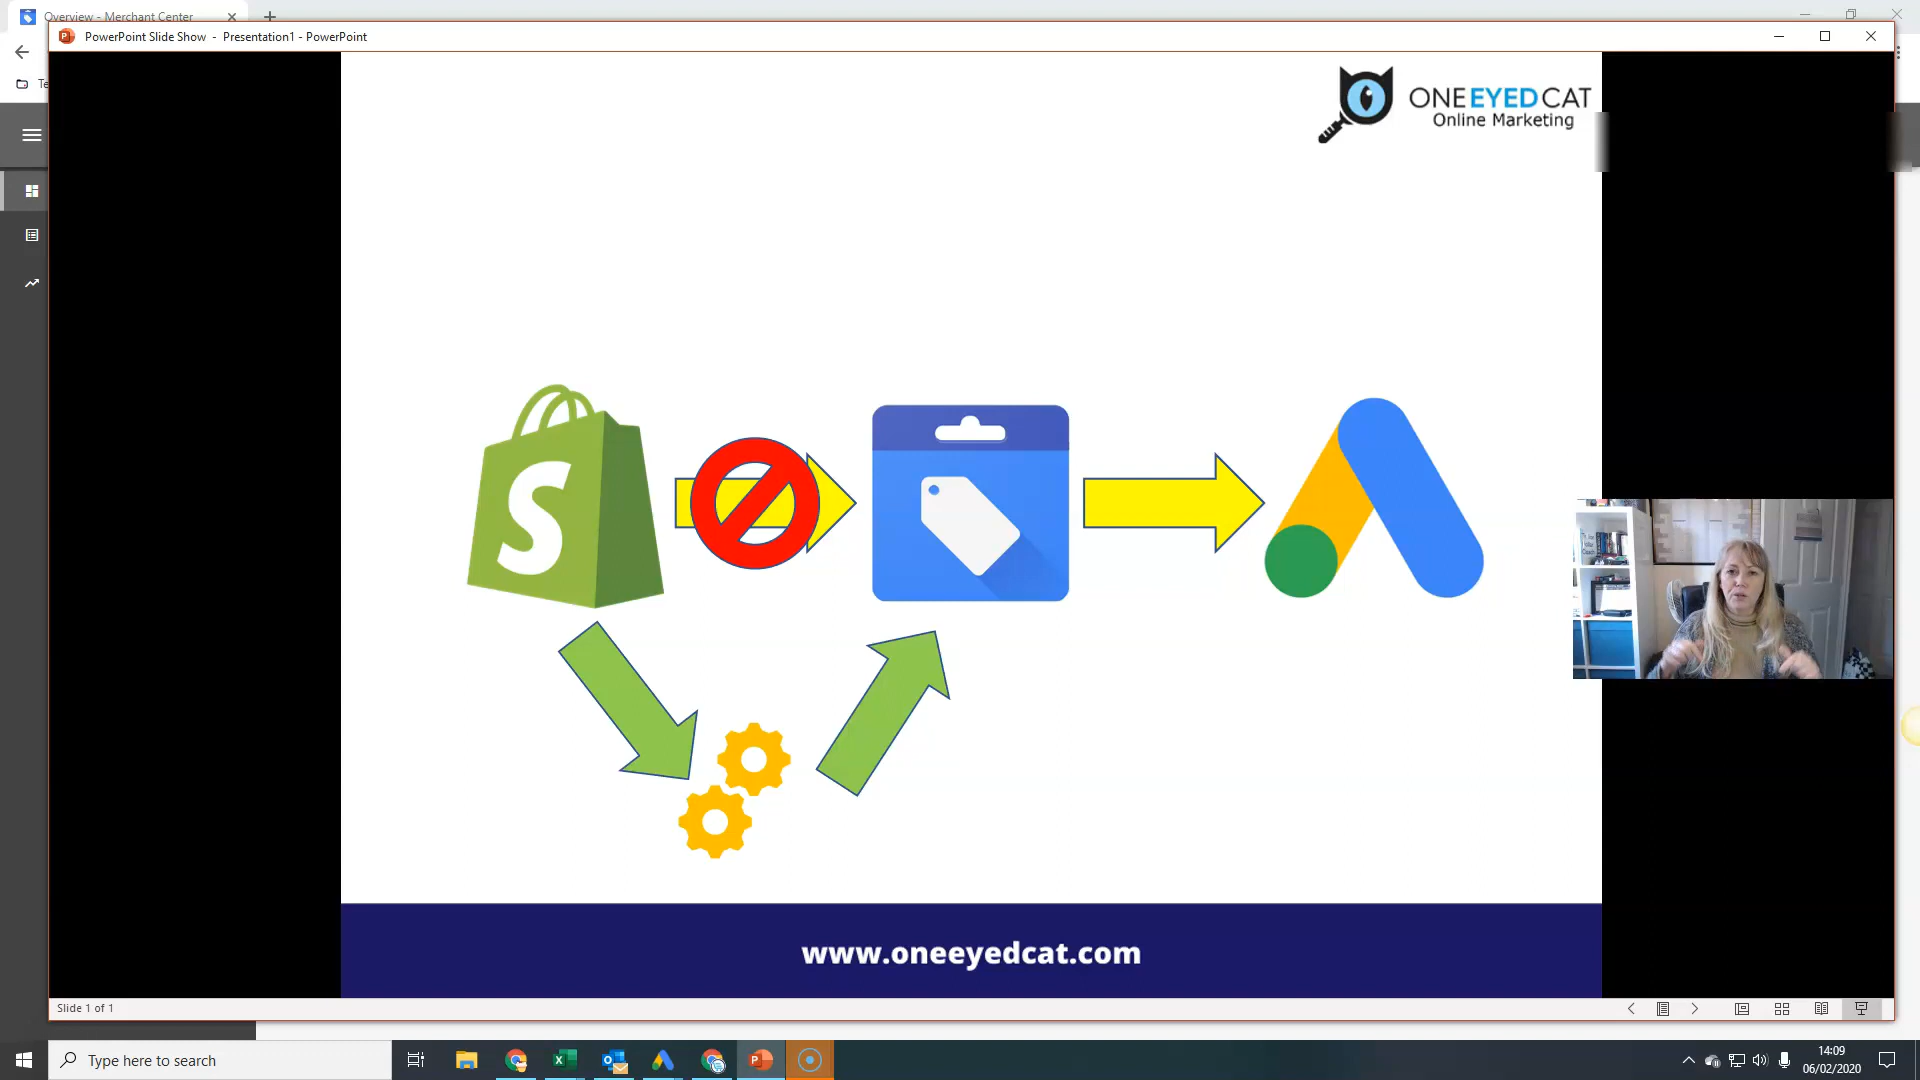 Overview - Merchant Center
PowerPoint Slide Show - Presentation1 - PowerPoint
Te
ONEEYEDCAT
Online Marketing
S
www.oneeyedcat.com
Slide 1 of 1
Type here to search
14:09
06/02/2020